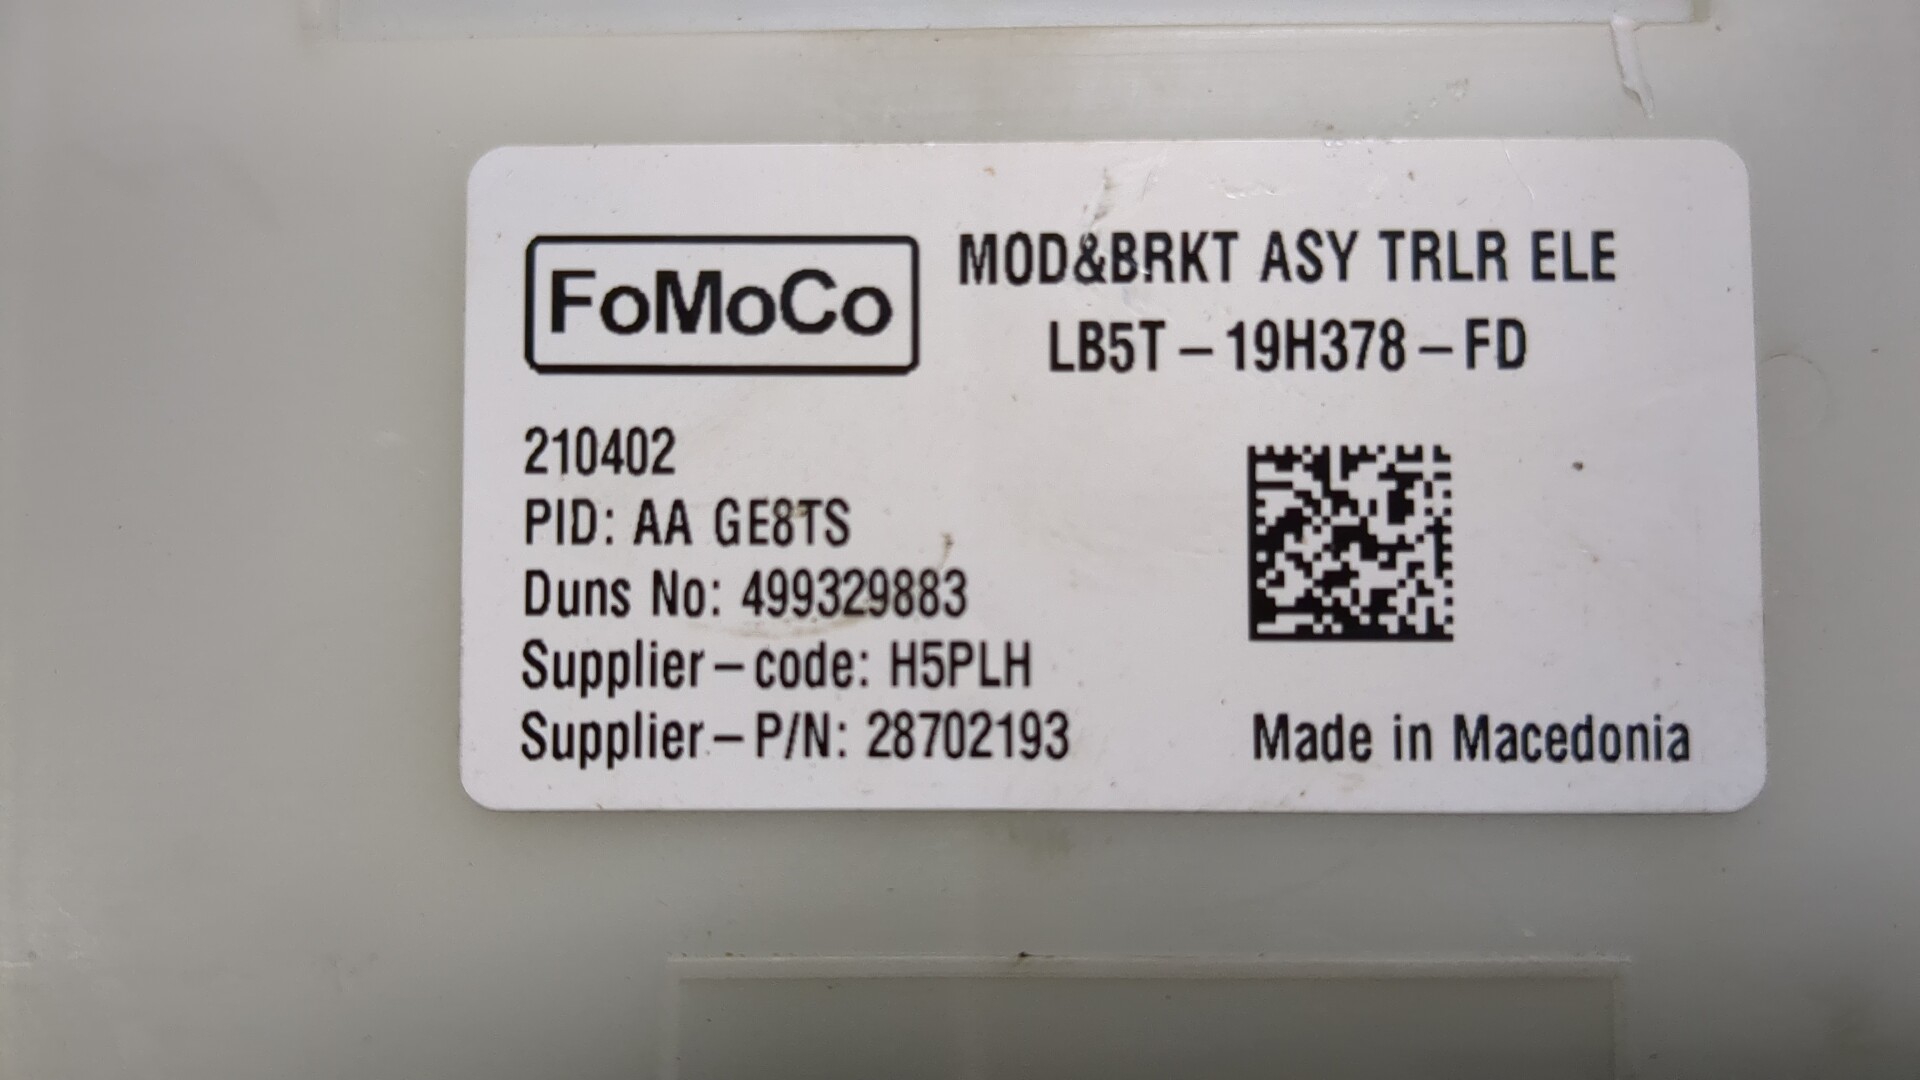 FoMoCo
MOD&BRKT ASY TRLR ELE
LB5T-19H378-FD
210402
PID: AA GE8TS
Duns No: 499329883
Supplier-code: H5PLH
Supplier-P/N: 28702193
Made in Macedonia